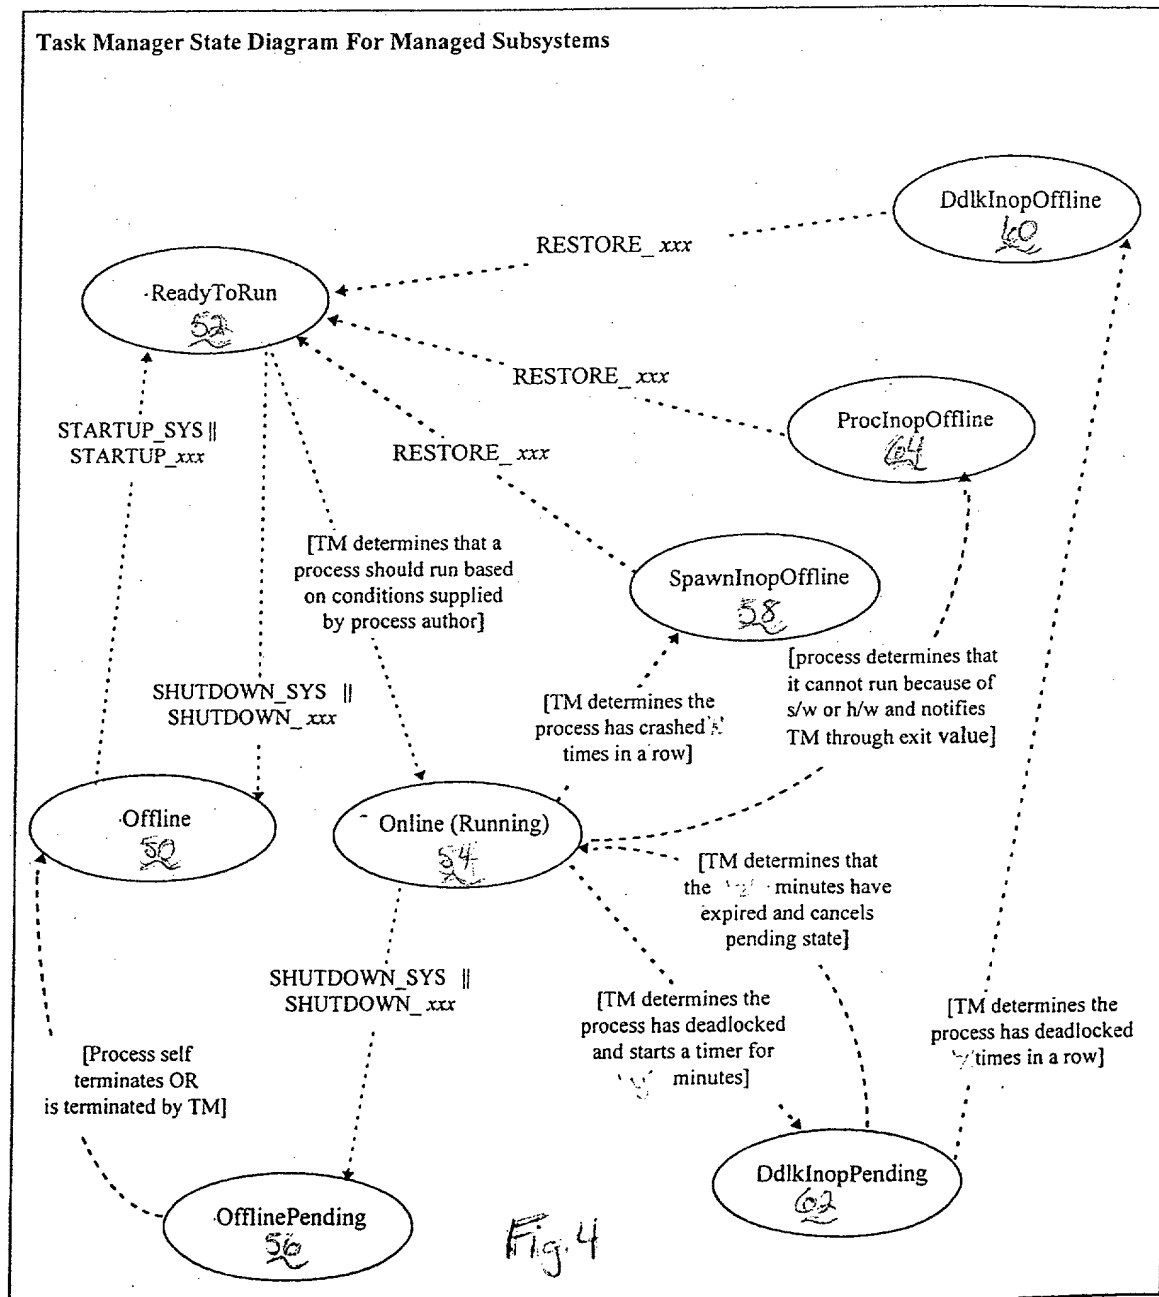 Task Manager State Diagram For Managed Subsystems
DdlkInopOffline
60
RESTORE_ xxx
ReadyToRun
52
RESTORE_ xxx
ProcInopOffline
64
STARTUP_SYS ||
STARTUP_xxx
RESTORE_ xxx
[TM determines that a
process should run based
on conditions supplied
by process author]
SpawnInopOffline
58
[process determines that
it cannot run because of
s/w or h/w and notifies
TM through exit value]
SHUTDOWN_SYS ||
SHUTDOWN_ xxx
[TM determines the
process has crashed
times in a row]
Offline
50
Online (Running)
54
[TM determines that
the minutes have
expired and cancels
pending state]
SHUTDOWN_SYS ||
SHUTDOWN_ xxx
[TM determines the
process has deadlocked
and starts a timer for
minutes]
[TM determines the
process has deadlocked
times in a row]
[Process self
terminates OR
is terminated by TM]
DdlkInopPending
62
OfflinePending
56
Fig. 4